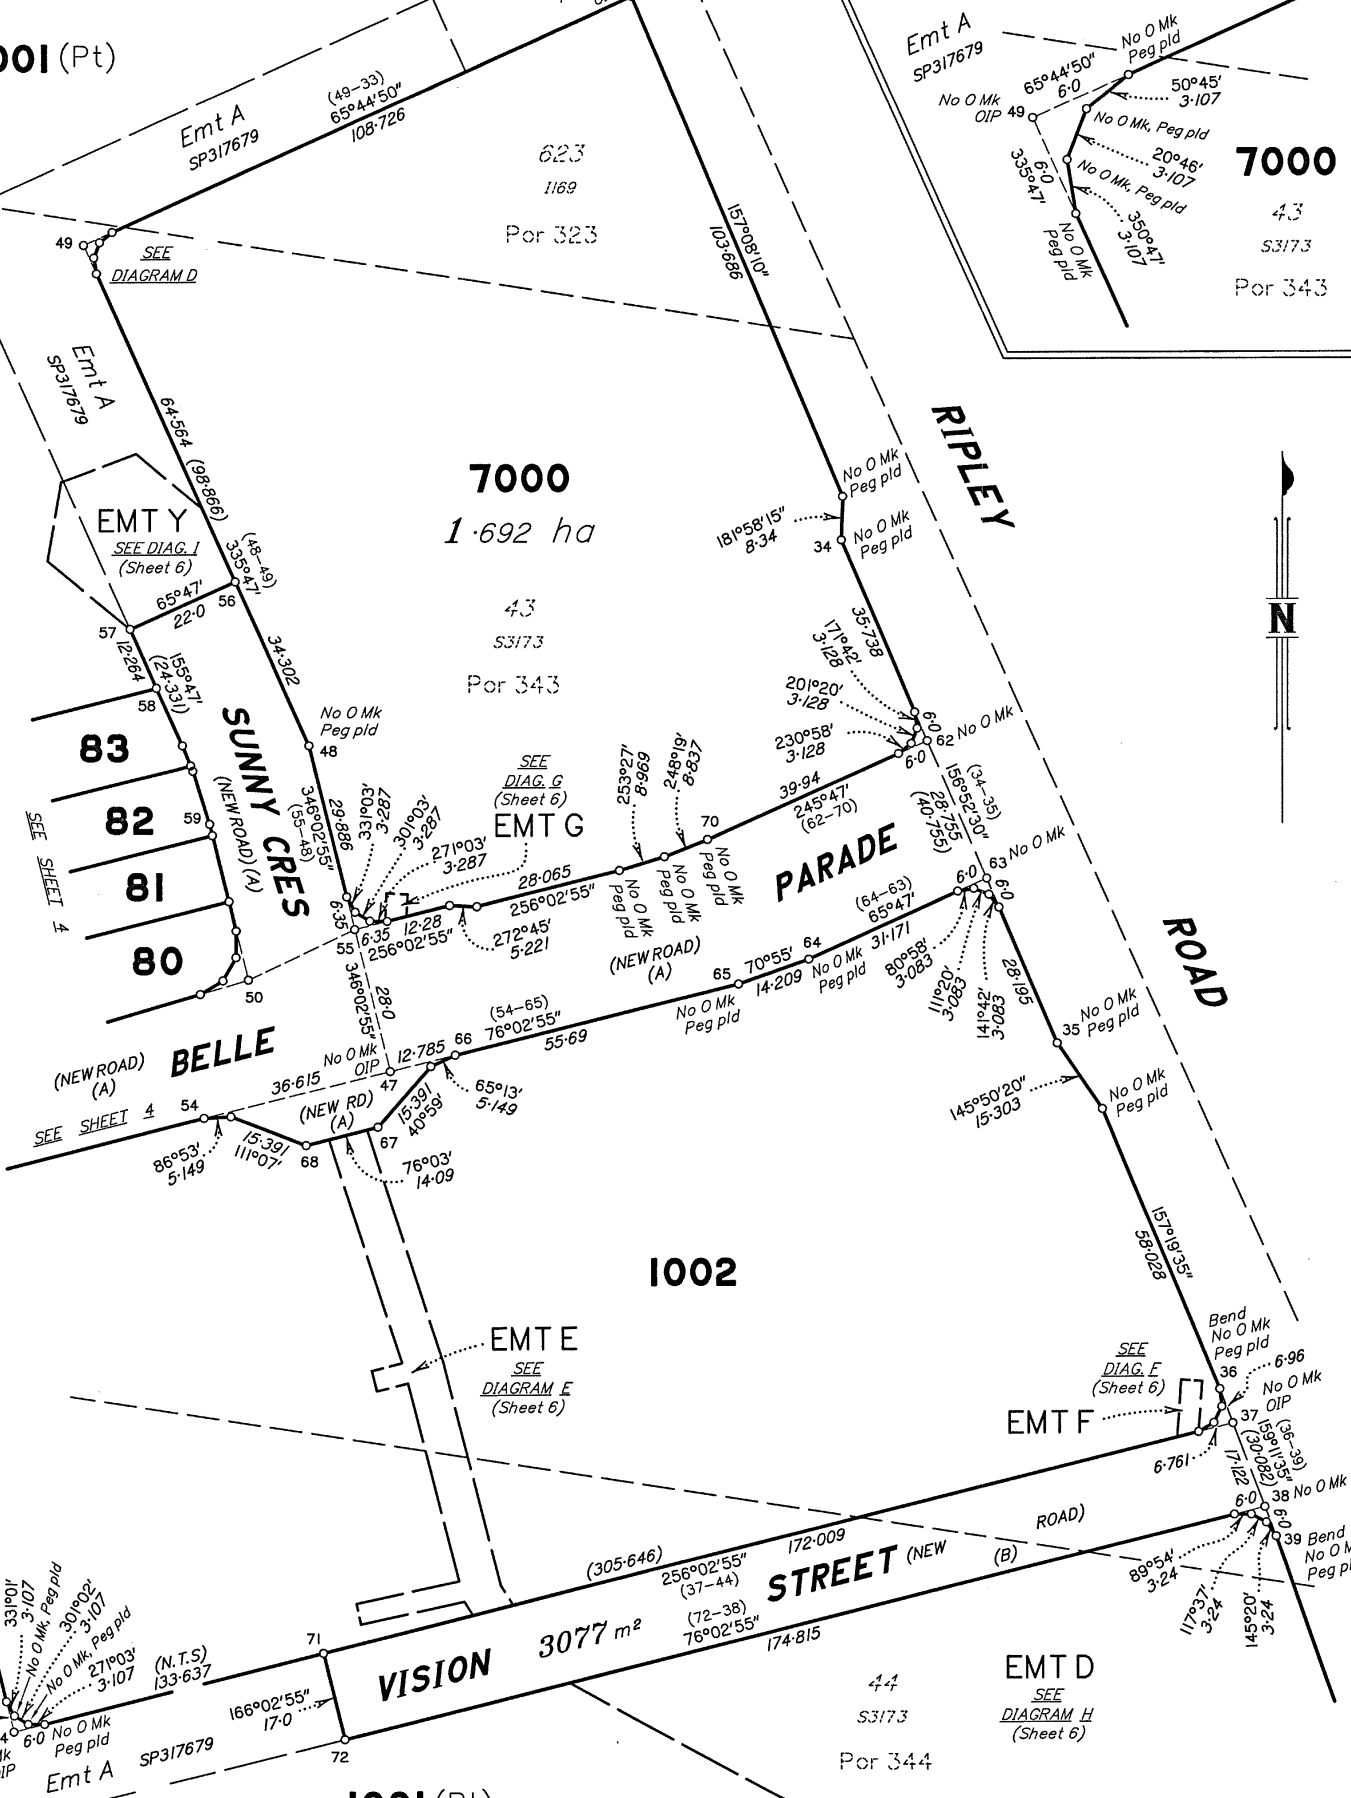 001 (Pt)
Emt A
SP317679
(49–33)
65°44'50"
108·726
623
1169
Por 323
157°08'10"
103·686
Emt A
SP317679
No O Mk
Peg pld
65°44'50"
6·0
50°45'
3·107
No O Mk
OIP
49
No O Mk, Peg pld
20°46'
3·107
6·0
335°47'
No O Mk, Peg pld
350°47'
3·107
No O Mk
Peg pld
7000
43
S3173
Por 343
49
SEE
DIAGRAM D
Emt A
SP317679
64·564
(98·866)
(48–49)
335°47'
7000
1·692 ha
43
S3173
Por 343
RIPLEY
No O Mk
Peg pld
181°58'15"
8·34
34
No O Mk
Peg pld
EMT Y
SEE DIAG. I
(Sheet 6)
65°47'
22·0
56
57
12·264
155°47'
(24·331)
58
34·302
35·738
171°42'
3·128
201°20'
3·128
230°58'
3·128
6·0
62
No O Mk
6·0
N
No O Mk
Peg pld
48
83
82
81
80
SEE SHEET 4
59
SUNNY CRES
(NEW ROAD) (A)
346°02'55"
(55–48)
29·886
331°03'
3·287
301°03'
3·287
271°03'
3·287
SEE
DIAG. G
(Sheet 6)
EMT G
253°27'
8·969
248°19'
8·837
39·94
245°47'
(62–70)
70
No O Mk
Peg pld
No O Mk
Peg pld
No O Mk
Peg pld
(34–35)
156°52'30"
28·755
(40·755)
PARADE
63
No O Mk
6·0
6·0
6·35
55
6·35
12·28
256°02'55"
28·065
256°02'55"
272°45'
5·221
(NEW ROAD)
(A)
(64–63)
65°47'
31·171
64
No O Mk
Peg pld
70°55'
14·209
65
No O Mk
Peg pld
80°58'
3·083
111°20'
3·083
141°42'
3·083
28·195
ROAD
50
346°02'55"
28·0
(54–65)
76°02'55"
55·69
66
12·785
No O Mk
OIP
47
35
No O Mk
Peg pld
145°50'20"
15·303
No O Mk
Peg pld
BELLE
(NEW ROAD)
(A)
36·615
54
SEE SHEET 4
(NEW RD)
(A)
15·391
40°59'
65°13'
5·149
86°53'
5·149
15·391
111°07'
68
67
76°03'
14·09
1002
157°19'35"
58·028
EMT E
SEE
DIAGRAM E
(Sheet 6)
Bend
No O Mk
Peg pld
36
6·96
SEE
DIAG. F
(Sheet 6)
EMT F
No O Mk
OIP
37
6·761
(36–39)
159°11'35"
(30·082)
17·122
6·0
38 No O Mk
6·0
39
Bend
No O M
Peg p
(305·646)
256°02'55"
(37–44)
172·009
STREET (NEW
ROAD)
(B)
89°54'
3·24
117°37'
3·24
145°20'
3·24
(72–38)
76°02'55"
174·815
VISION
3077 m²
71
331°01'
3·107
No O Mk, Peg pld
301°02'
3·107
No O Mk, Peg pld
271°03'
3·107
(N.T.S)
133·637
166°02'55"
17·0
4
6·0
No O Mk
Peg pld
Emt A
SP317679
72
44
S3173
Por 344
EMT D
SEE
DIAGRAM H
(Sheet 6)
1001 (Pt)